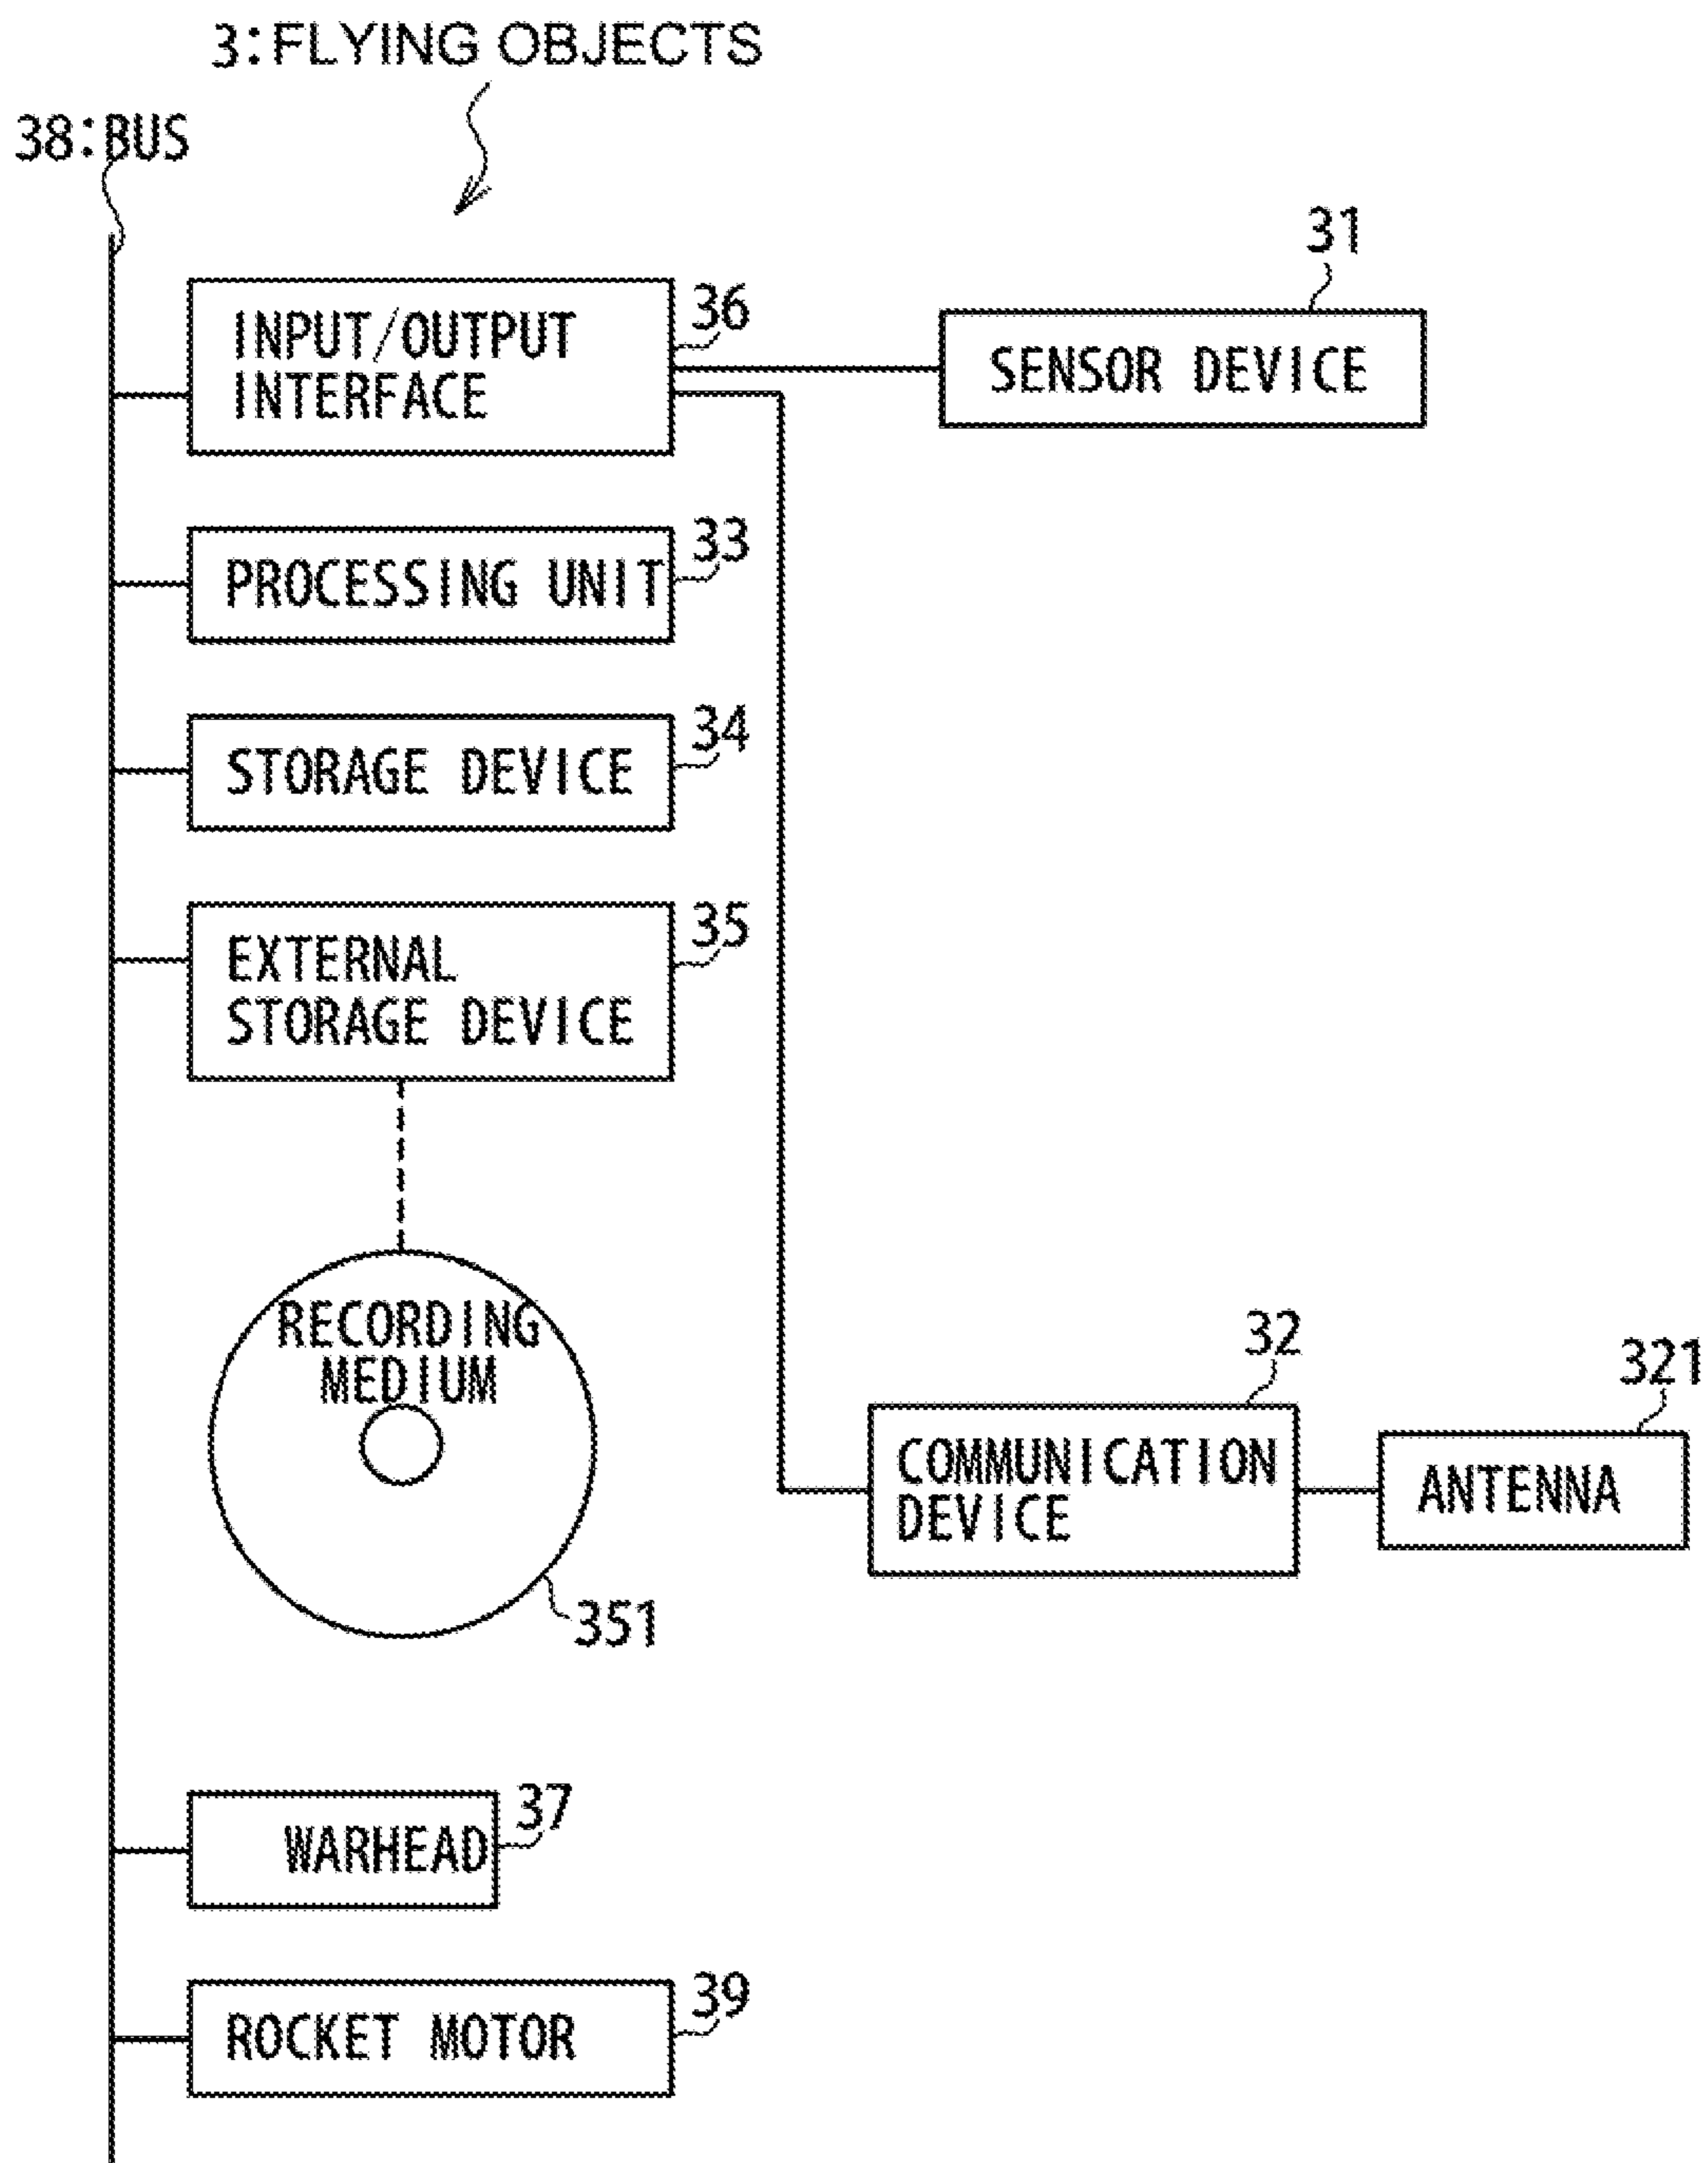 3:FLYING OBJECTS
38:BUS
31
36
INPUT/OUTPUT
INTERFACE
SENSOR DEVICE
33
PROCESSING UNIT
34
STORAGE DEVICE
35
EXTERNAL
STORAGE DEVICE
RECORDING
MEDIUM
351
32
321
COMMUNICATION
DEVICE
ANTENNA
37
WARHEAD
39
ROCKET MOTOR